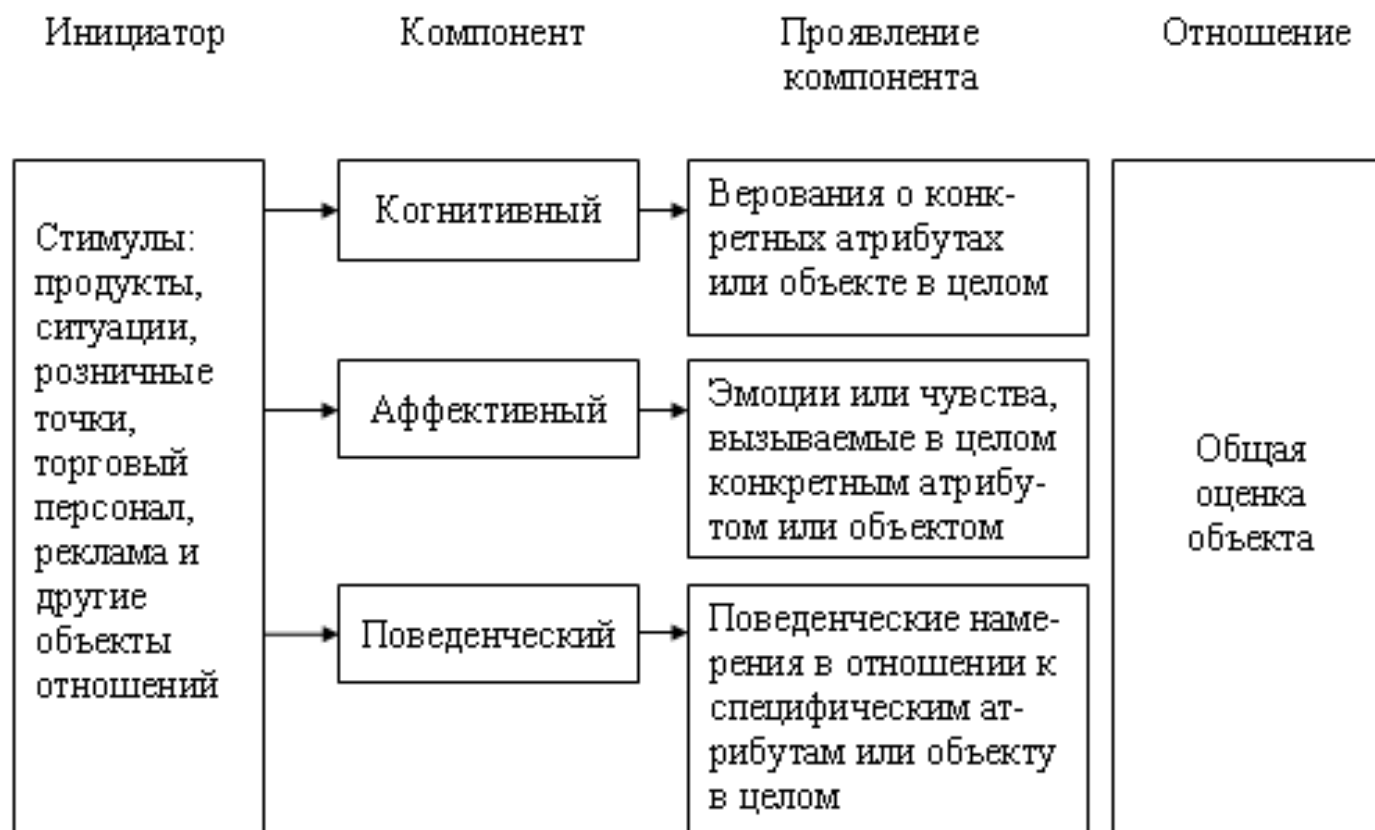 Инициатор
Компонент
Проявление
компонента
Отношение
Стимулы:
продукты,
ситуации,
розничные
точки,
торговый
персонал,
реклама и
другие
объекты
отношений
Когнитивный
Верования о конк-
ретных атрибутах
или объекте в целом
Аффективный
Эмоции или чувства,
вызываемые в целом
конкретным атрибу-
том или объектом
Поведенческий
Поведенческие наме-
рения в отношении к
специфическим ат-
рибутам или объекту
в целом
Общая
оценка
объекта